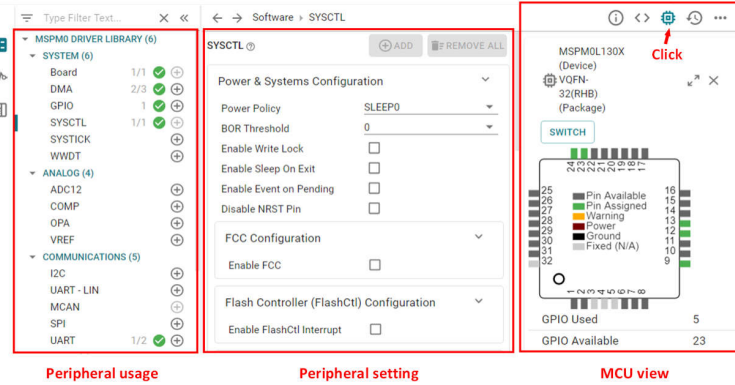 Type Filter Text...
MSPM0 DRIVER LIBRARY (6)
SYSTEM (6)
Board 1/1
DMA 2/3
GPIO 1
SYSCTL 1/1
SYSTICK
WWDT
ANALOG (4)
ADC12
COMP
OPA
VREF
COMMUNICATIONS (5)
I2C
UART - LIN
MCAN
SPI
UART 1/2
Peripheral usage
Software › SYSCTL
SYSCTL
ADD
REMOVE ALL
Power & Systems Configuration
Power Policy SLEEP0
BOR Threshold 0
Enable Write Lock
Enable Sleep On Exit
Enable Event on Pending
Disable NRST Pin
FCC Configuration
Enable FCC
Flash Controller (FlashCtl) Configuration
Enable FlashCtl Interrupt
Peripheral setting
Click
MSPM0L130X
(Device)
VQFN-
32(RHB)
(Package)
SWITCH
24 23 22 21 20 19 18 17
25 26 27 28 29 30 31 32
Pin Available
Pin Assigned
Warning
Power
Ground
Fixed (N/A)
16 15 14 13 12 11 10 9
1 2 3 4 5 6 7 8
GPIO Used 5
GPIO Available 23
MCU view